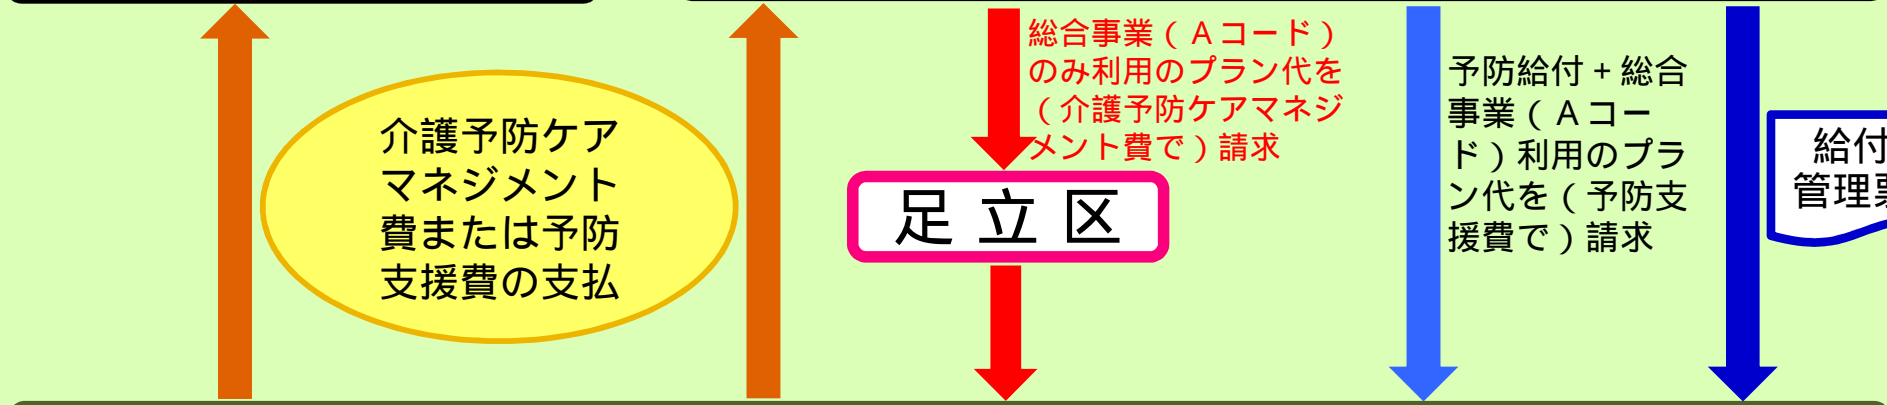 介護予防ケア
マネジメント
費または予防
支援費の支払
総合事業（Ａコード）
のみ利用のプラン代を
（介護予防ケアマネジ
メント費で）請求
足立区
予防給付＋総合
事業（Ａコー
ド）利用のプラ
ン代を（予防支
援費で）請求
給付
管理票